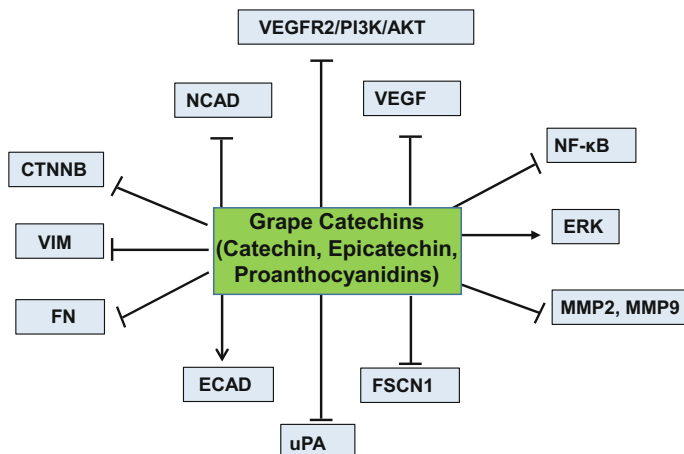 VEGFR2/PI3K/AKT
NCAD
VEGF
NF-κB
CTNNB
Grape Catechins
(Catechin, Epicatechin,
Proanthocyanidins)
VIM
ERK
FN
MMP2, MMP9
ECAD
FSCN1
uPA